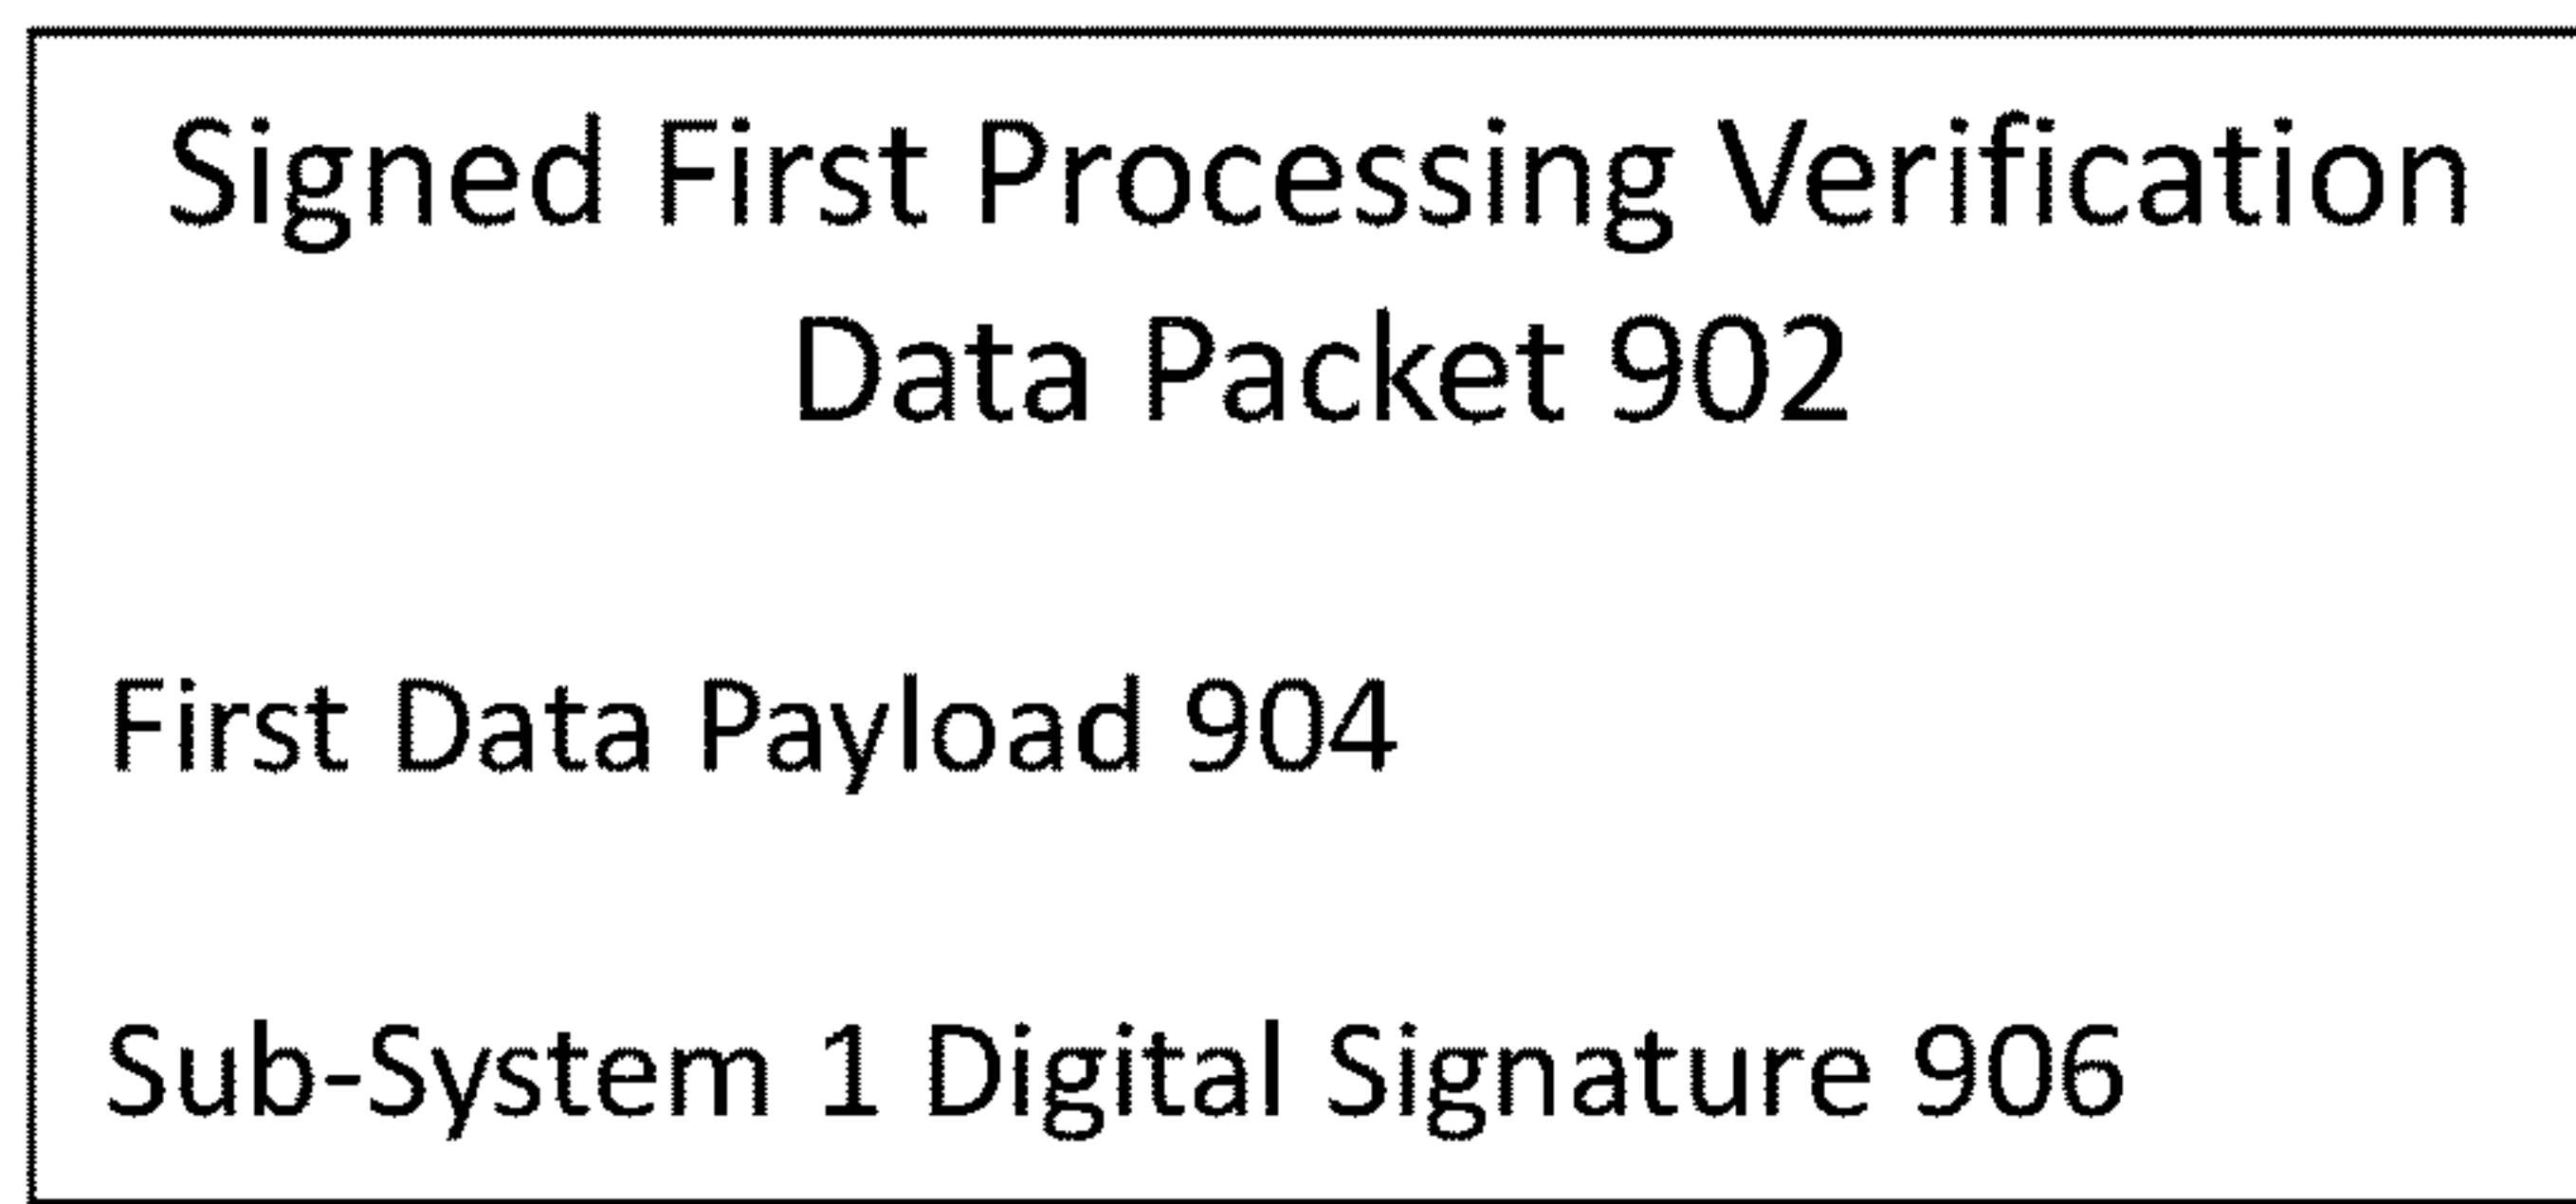 Signed First Processing Verification
Data Packet 902
First Data Payload 904
Sub-System 1 Digital Signature 906